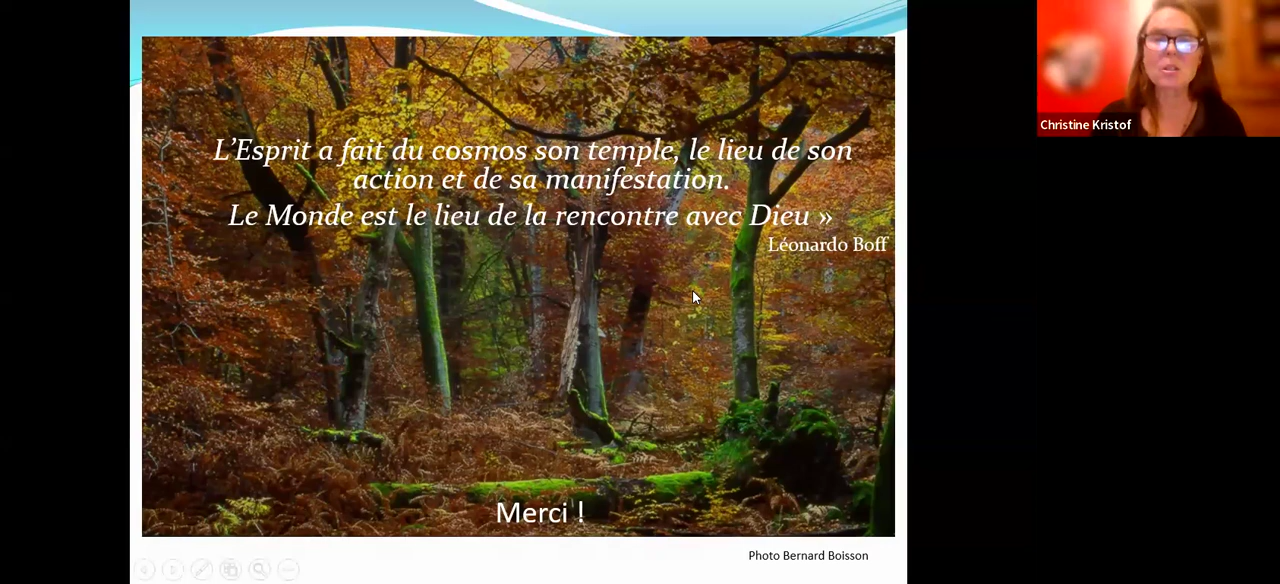 L’Esprit a fait du cosmos son temple, le lieu de son
action et de sa manifestation.
Le Monde est le lieu de la rencontre avec Dieu »
Léonardo Boff
Merci !
Photo Bernard Boisson
Christine Kristof